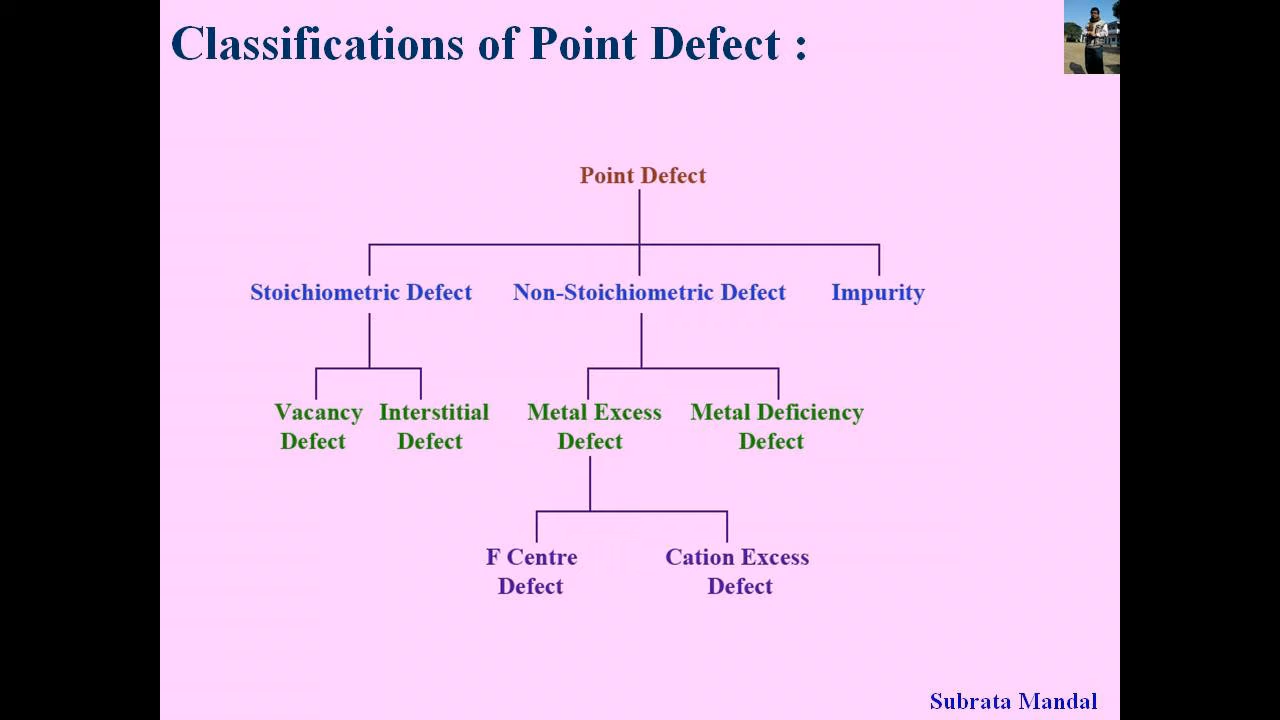 Classifications of Point Defect :
Point Defect
Stoichiometric Defect
Non-Stoichiometric Defect
Impurity
Vacancy
Defect
Interstitial
Defect
Metal Excess
Defect
Metal Deficiency
Defect
F Centre
Defect
Cation Excess
Defect
Subrata Mandal